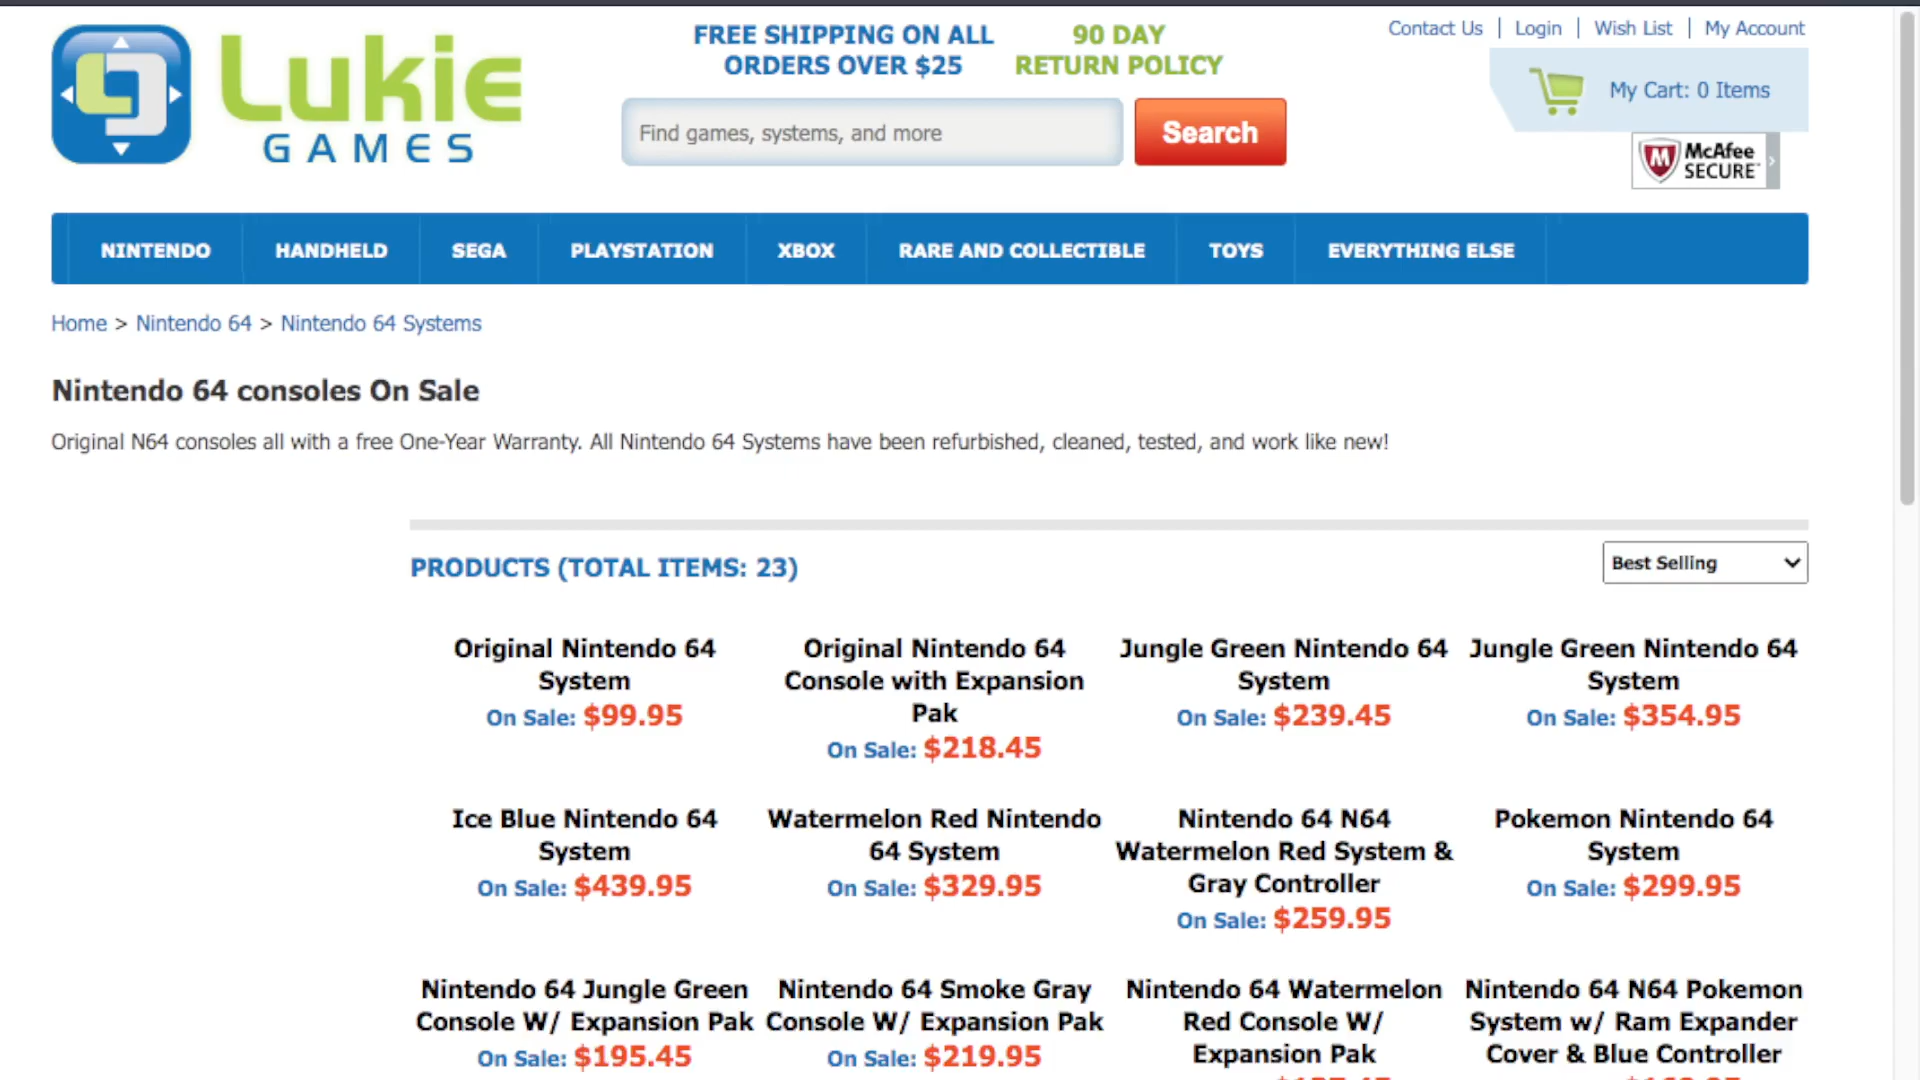 Lukie
GAMES
FREE SHIPPING ON ALL
ORDERS OVER $25
90 DAY
RETURN POLICY
Contact Us | Login | Wish List | My Account
My Cart: 0 Items
Find games, systems, and more
Search
McAfee
SECURE
NINTENDO
HANDHELD
SEGA
PLAYSTATION
XBOX
RARE AND COLLECTIBLE
TOYS
EVERYTHING ELSE
Home > Nintendo 64 > Nintendo 64 Systems
Nintendo 64 consoles On Sale
Original N64 consoles all with a free One-Year Warranty. All Nintendo 64 Systems have been refurbished, cleaned, tested, and work like new!
PRODUCTS (TOTAL ITEMS: 23)
Best Selling
Original Nintendo 64
System
On Sale: $99.95
Original Nintendo 64
Console with Expansion
Pak
On Sale: $218.45
Jungle Green Nintendo 64
System
On Sale: $239.45
Jungle Green Nintendo 64
System
On Sale: $354.95
Ice Blue Nintendo 64
System
On Sale: $439.95
Watermelon Red Nintendo
64 System
On Sale: $329.95
Nintendo 64 N64
Watermelon Red System &
Gray Controller
On Sale: $259.95
Pokemon Nintendo 64
System
On Sale: $299.95
Nintendo 64 Jungle Green
Console W/ Expansion Pak
On Sale: $195.45
Nintendo 64 Smoke Gray
Console W/ Expansion Pak
On Sale: $219.95
Nintendo 64 Watermelon
Red Console W/
Expansion Pak
Nintendo 64 N64 Pokemon
System w/ Ram Expander
Cover & Blue Controller